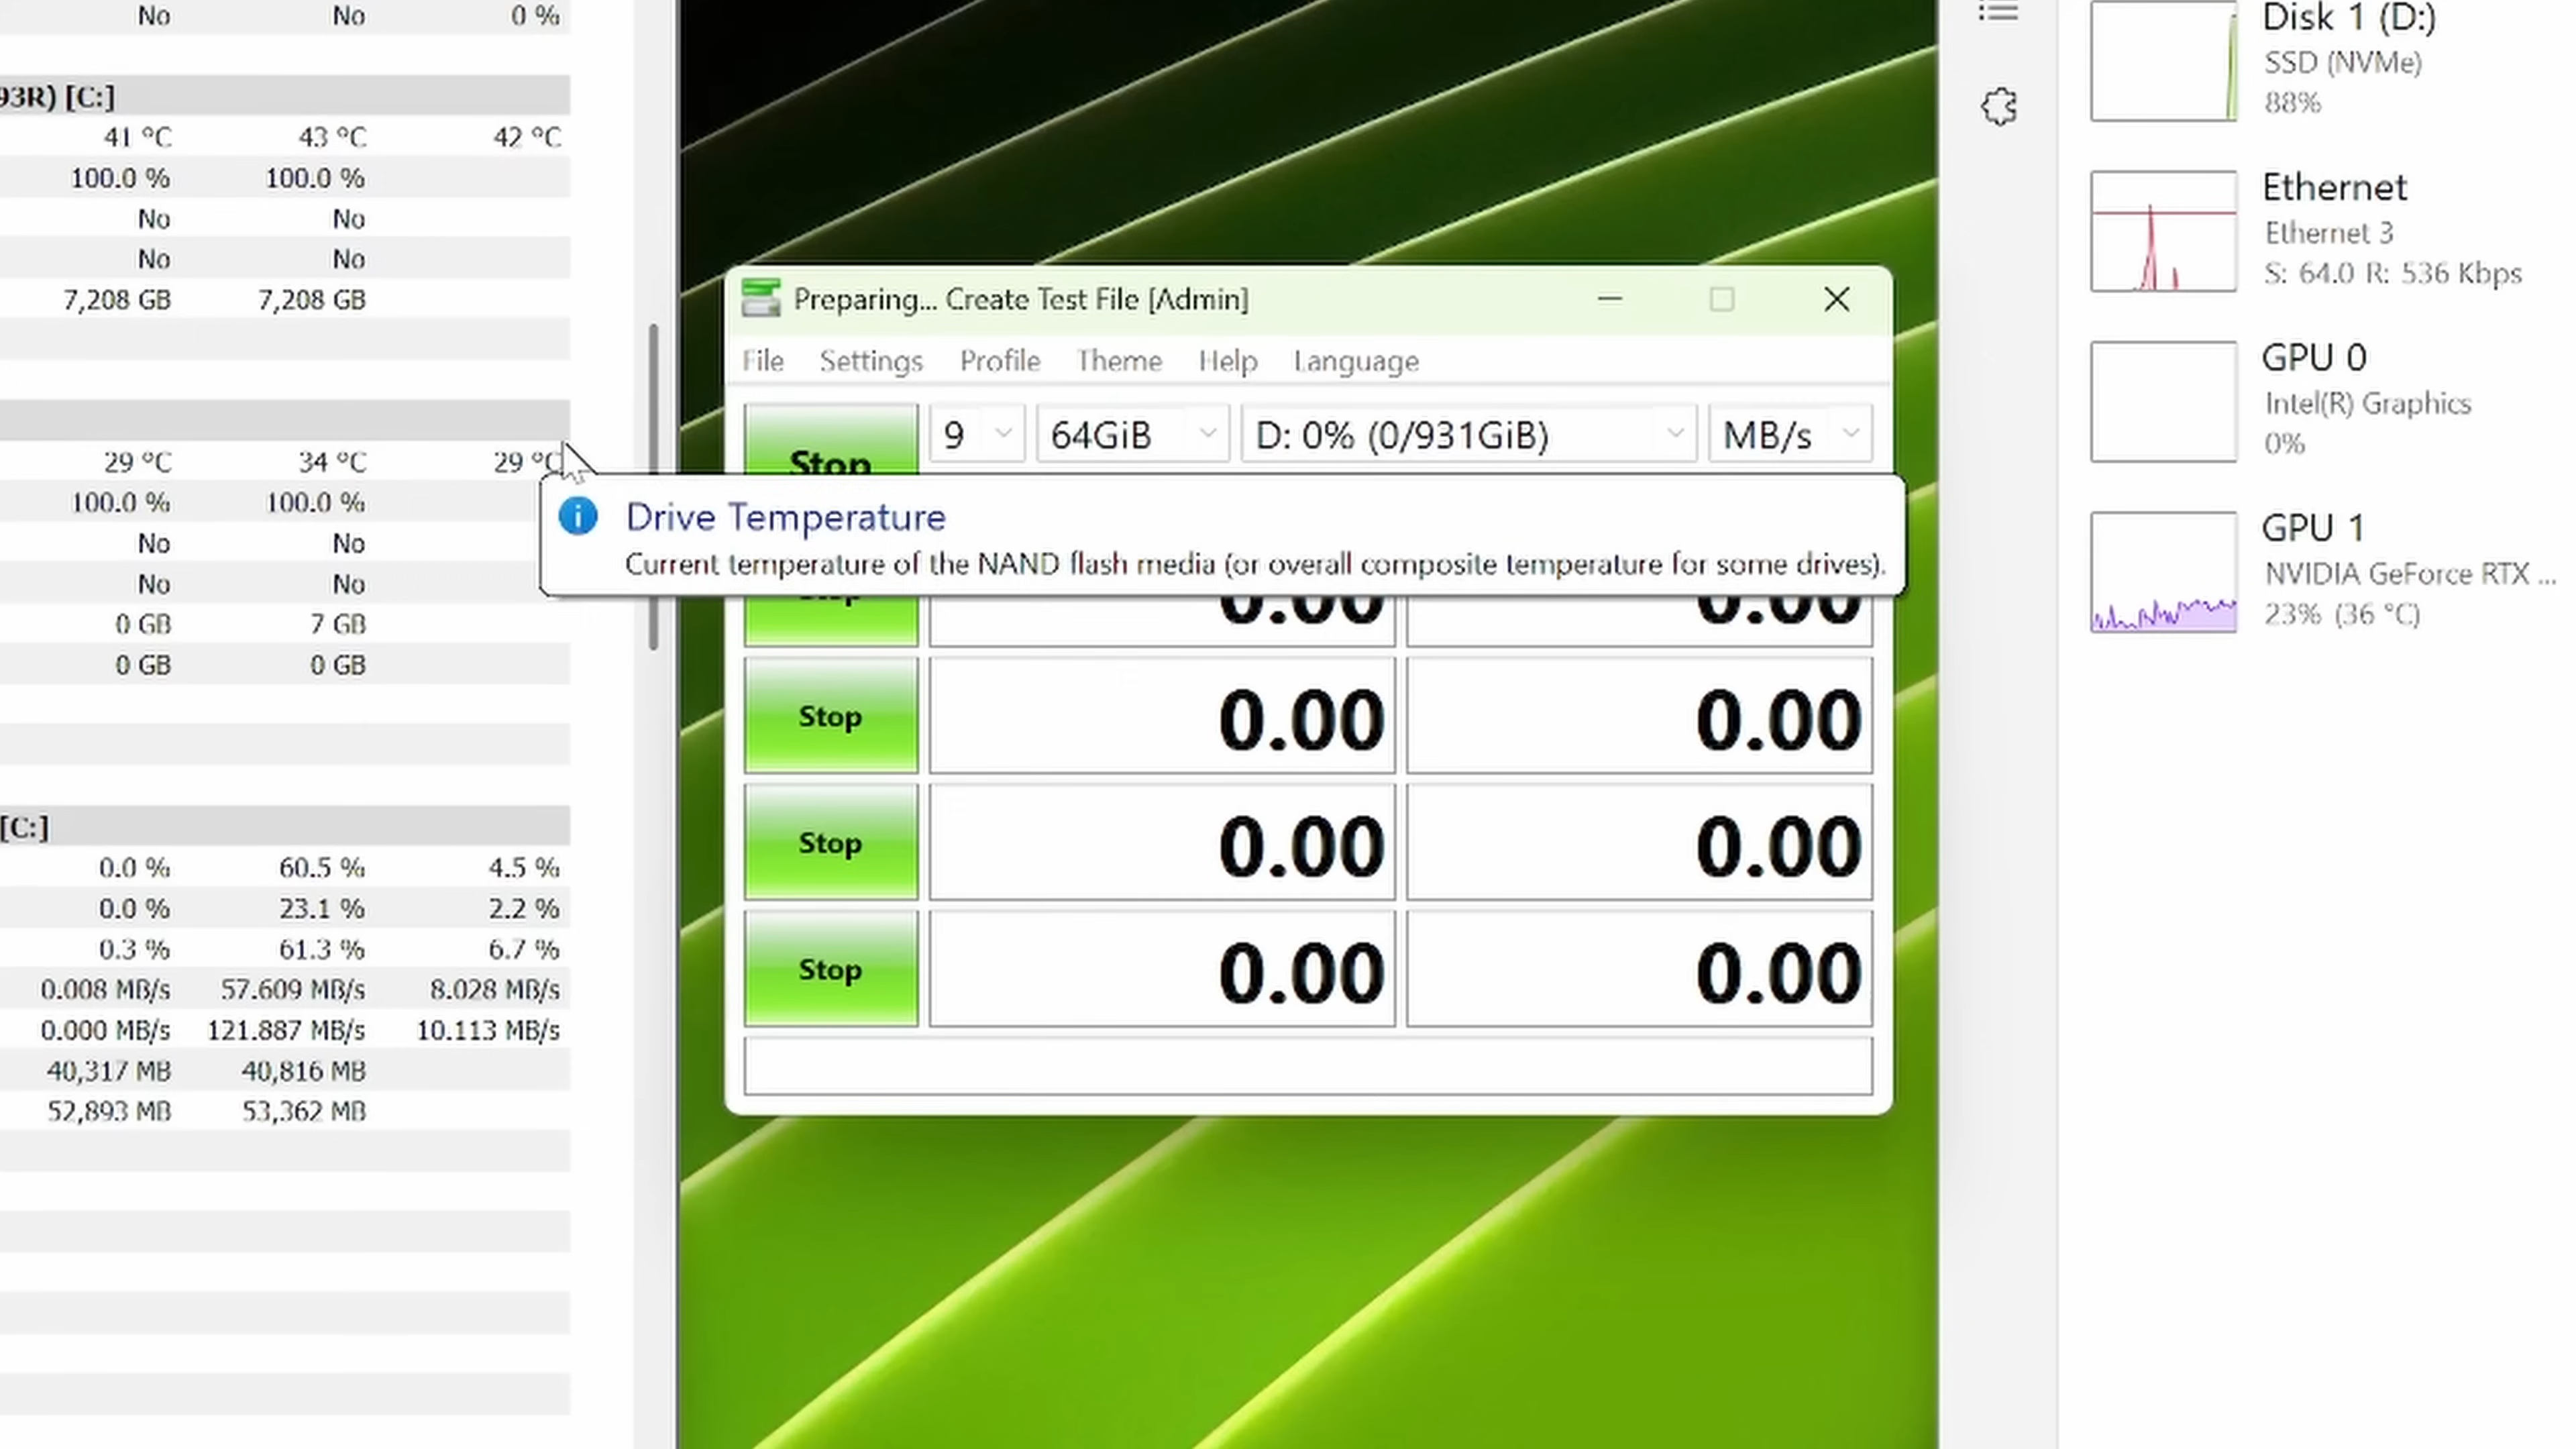 No No 0 %
93R) [C:]
41 °C 43 °C 42 °C
100.0 % 100.0 %
No No
No No
7,208 GB 7,208 GB
29 °C 34 °C 29 °C
100.0 % 100.0 %
No No
No No
0 GB 7 GB
0 GB 0 GB
[C:]
0.0 % 60.5 % 4.5 %
0.0 % 23.1 % 2.2 %
0.3 % 61.3 % 6.7 %
0.008 MB/s 57.609 MB/s 8.028 MB/s
0.000 MB/s 121.887 MB/s 10.113 MB/s
40,317 MB 40,816 MB
52,893 MB 53,362 MB
Preparing... Create Test File [Admin]
File Settings Profile Theme Help Language
Stop 9 64GiB D: 0% (0/931GiB) MB/s
Drive Temperature
Current temperature of the NAND flash media (or overall composite temperature for some drives).
Stop 0.00 0.00
Stop 0.00 0.00
Stop 0.00 0.00
Stop 0.00 0.00
Disk 1 (D:)
SSD (NVMe)
88%
Ethernet
Ethernet 3
S: 64.0 R: 536 Kbps
GPU 0
Intel(R) Graphics
0%
GPU 1
NVIDIA GeForce RTX ...
23% (36 °C)